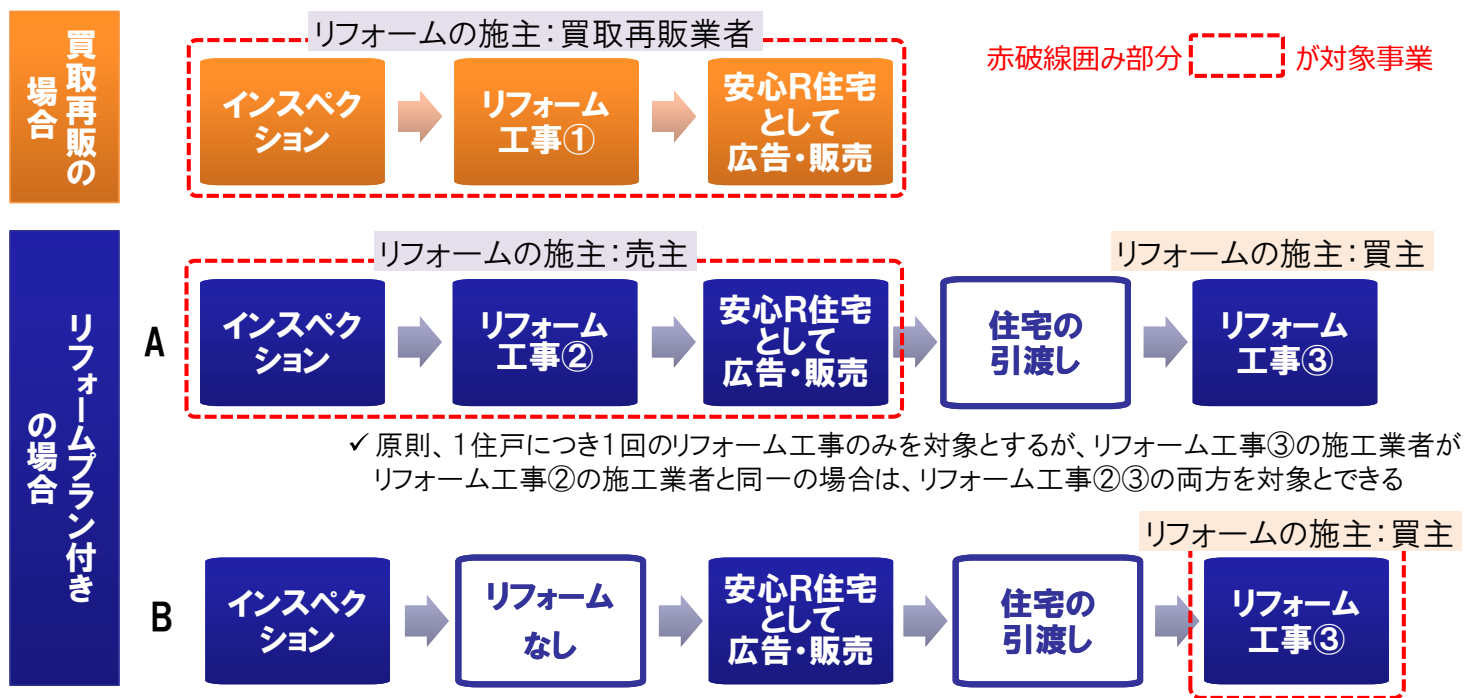 買取再販の
場合
リフォームの施主：買取再販業者
インスペク
ション
リフォーム
工事①
安心R住宅
として
広告・販売
赤破線囲み部分
が対象事業
リフォームプラン付き
の場合
A
リフォームの施主：売主
インスペク
ション
リフォーム
工事②
安心R住宅
として
広告・販売
住宅の
引渡し
リフォームの施主：買主
リフォーム
工事③
✓ 原則、1住戸につき1回のリフォーム工事のみを対象とするが、リフォーム工事③の施工業者が
リフォーム工事②の施工業者と同一の場合は、リフォーム工事②③の両方を対象とできる
B
インスペク
ション
リフォーム
なし
安心R住宅
として
広告・販売
住宅の
引渡し
リフォームの施主：買主
リフォーム
工事③